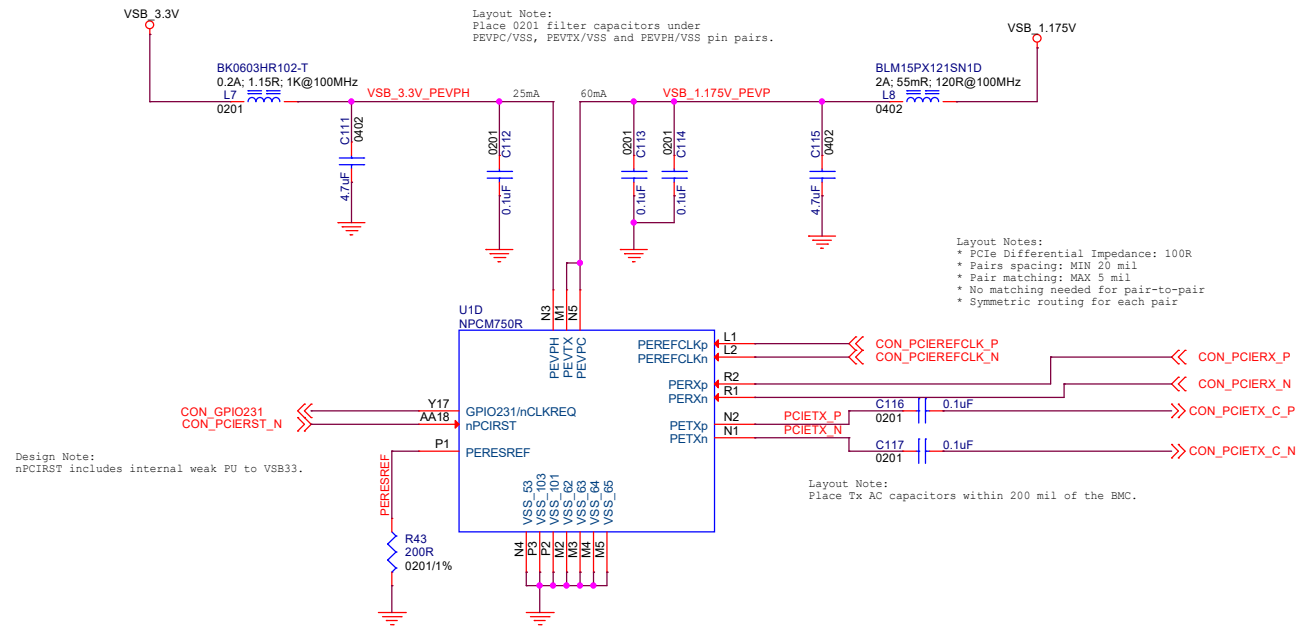 VSB_3.3V
Layout Note:
Place 0201 filter capacitors under
PEVPC/VSS, PEVTX/VSS and PEVPH/VSS pin pairs.
VSB_1.175V
BK0603HR102-T
0.2A; 1.15R; 1K@100MHz
L7
0201
VSB_3.3V_PEVPH
25mA
60mA
VSB_1.175V_PEVP
BLM15PX121SN1D
2A; 55mR; 120R@100MHz
L8
0402
C111
0402
4.7uF
0201
C112
0.1uF
0201
C113
0.1uF
0201
C114
0.1uF
C115
0402
4.7uF
Layout Notes:
* PCIe Differential Impedance: 100R
* Pairs spacing: MIN 20 mil
* Pair matching: MAX 5 mil
* No matching needed for pair-to-pair
* Symmetric routing for each pair
U1D
NPCM750R
N3
M1
N5
PEVPH
PEVTX
PEVPC
PEREFCLKp
L1
CON_PCIEREFCLK_P
PEREFCLKn
L2
CON_PCIEREFCLK_N
PERXp
R2
CON_PCIERX_P
PERXn
R1
CON_PCIERX_N
PETXp
N2
PCIETX_P
C116
0201
0.1uF
CON_PCIETX_C_P
PETXn
N1
PCIETX_N
C117
0201
0.1uF
CON_PCIETX_C_N
CON_GPIO231
Y17
GPIO231/nCLKREQ
CON_PCIERST_N
AA18
nPCIRST
P1
PERESREF
Design Note:
nPCIRST includes internal weak PU to VSB33.
PERESREF
R43
200R
0201/1%
VSS_53
VSS_103
VSS_101
VSS_62
VSS_63
VSS_64
VSS_65
N4
P3
P2
M2
M3
M4
M5
Layout Note:
Place Tx AC capacitors within 200 mil of the BMC.